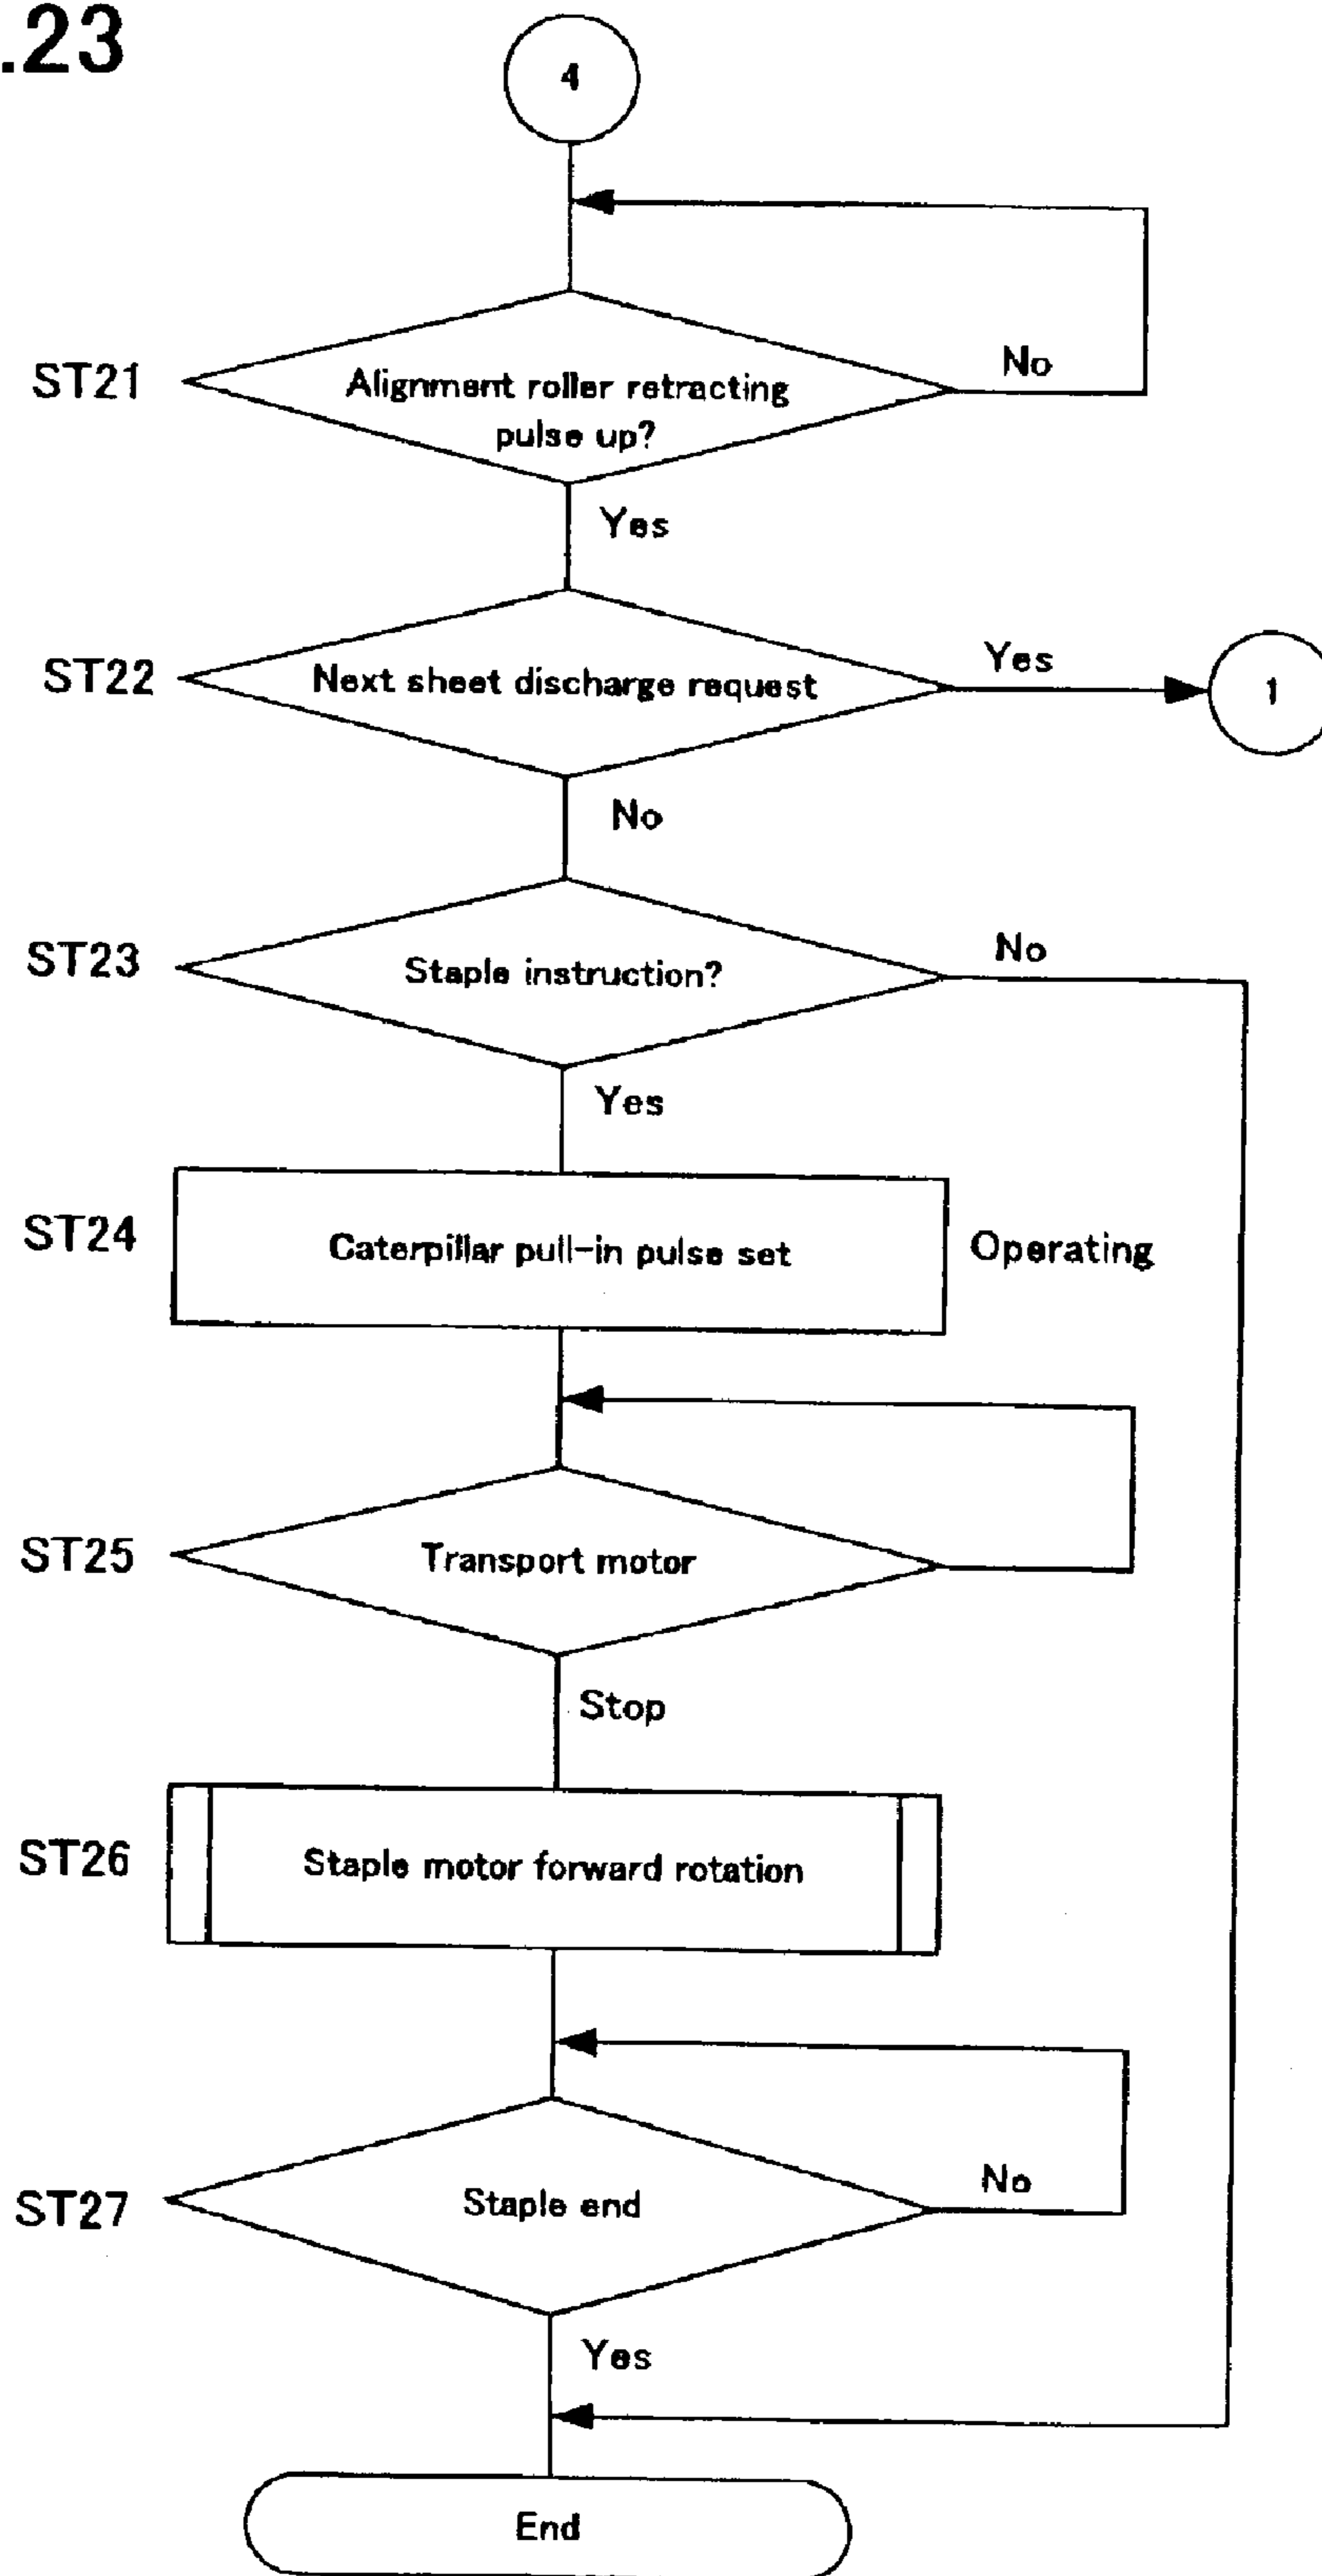 .23
4
ST21
Alignment roller retracting
pulse up?
No
Yes
ST22
Next sheet discharge request
Yes
1
No
ST23
Staple instruction?
No
Yes
ST24
Caterpillar pull-in pulse set
Operating
ST25
Transport motor
Stop
ST26
Staple motor forward rotation
ST27
Staple end
No
Yes
End